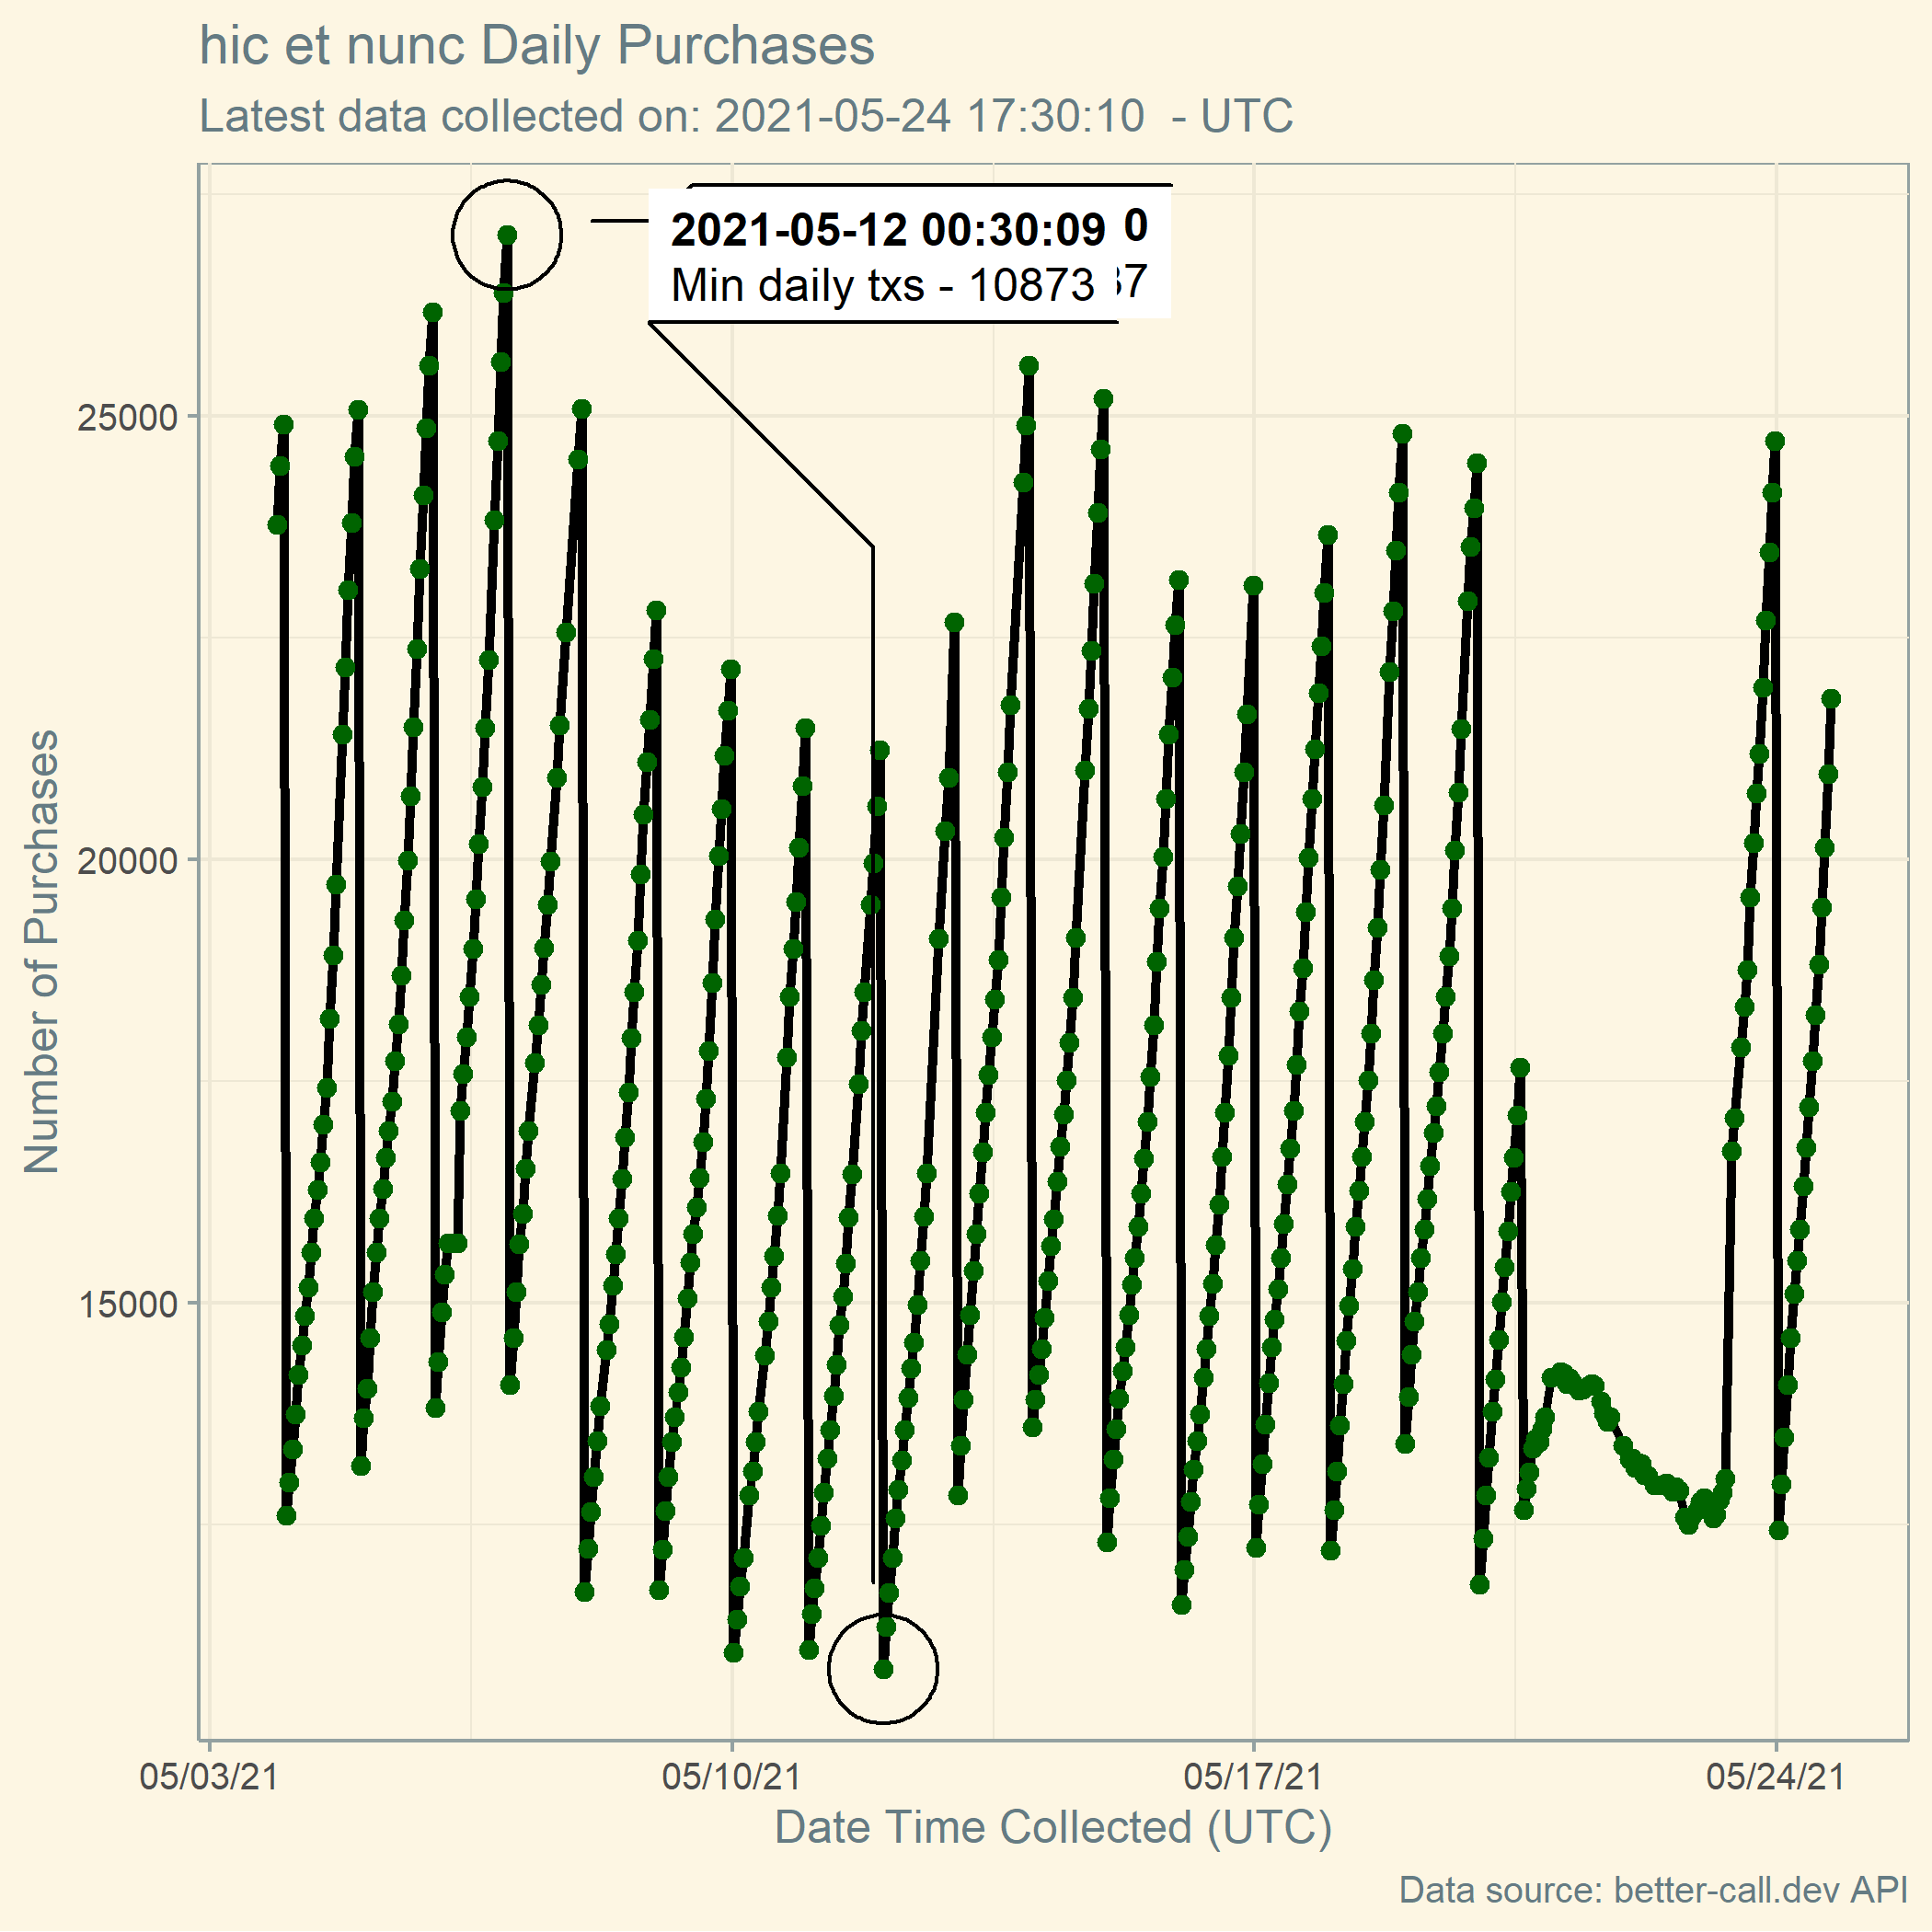 hic et nunc Daily Purchases
Latest data collected on: 2021-05-24 17:30:10 - UTC
2021-05-12 00:30:09 0
Min daily txs - 10873 37
25000
20000
15000
Number of Purchases
05/03/21 05/10/21 05/17/21 05/24/21
Date Time Collected (UTC)
Data source: better-call.dev API